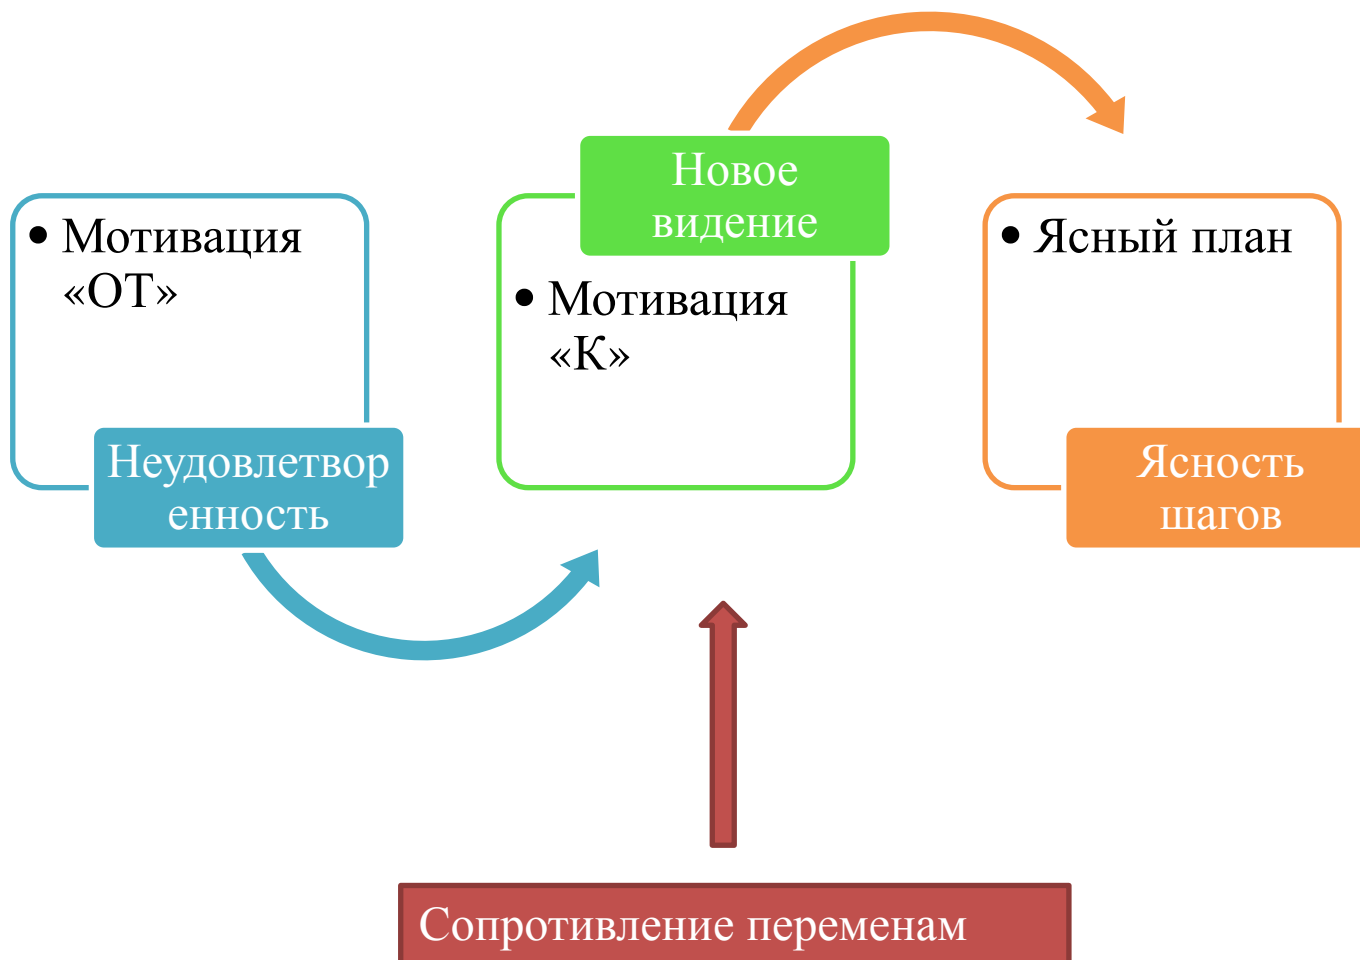 • Мотивация
«ОТ»
Неудовлетвор
енность
Новое
видение
• Мотивация
«К»
• Ясный план
Ясность
шагов
Сопротивление переменам